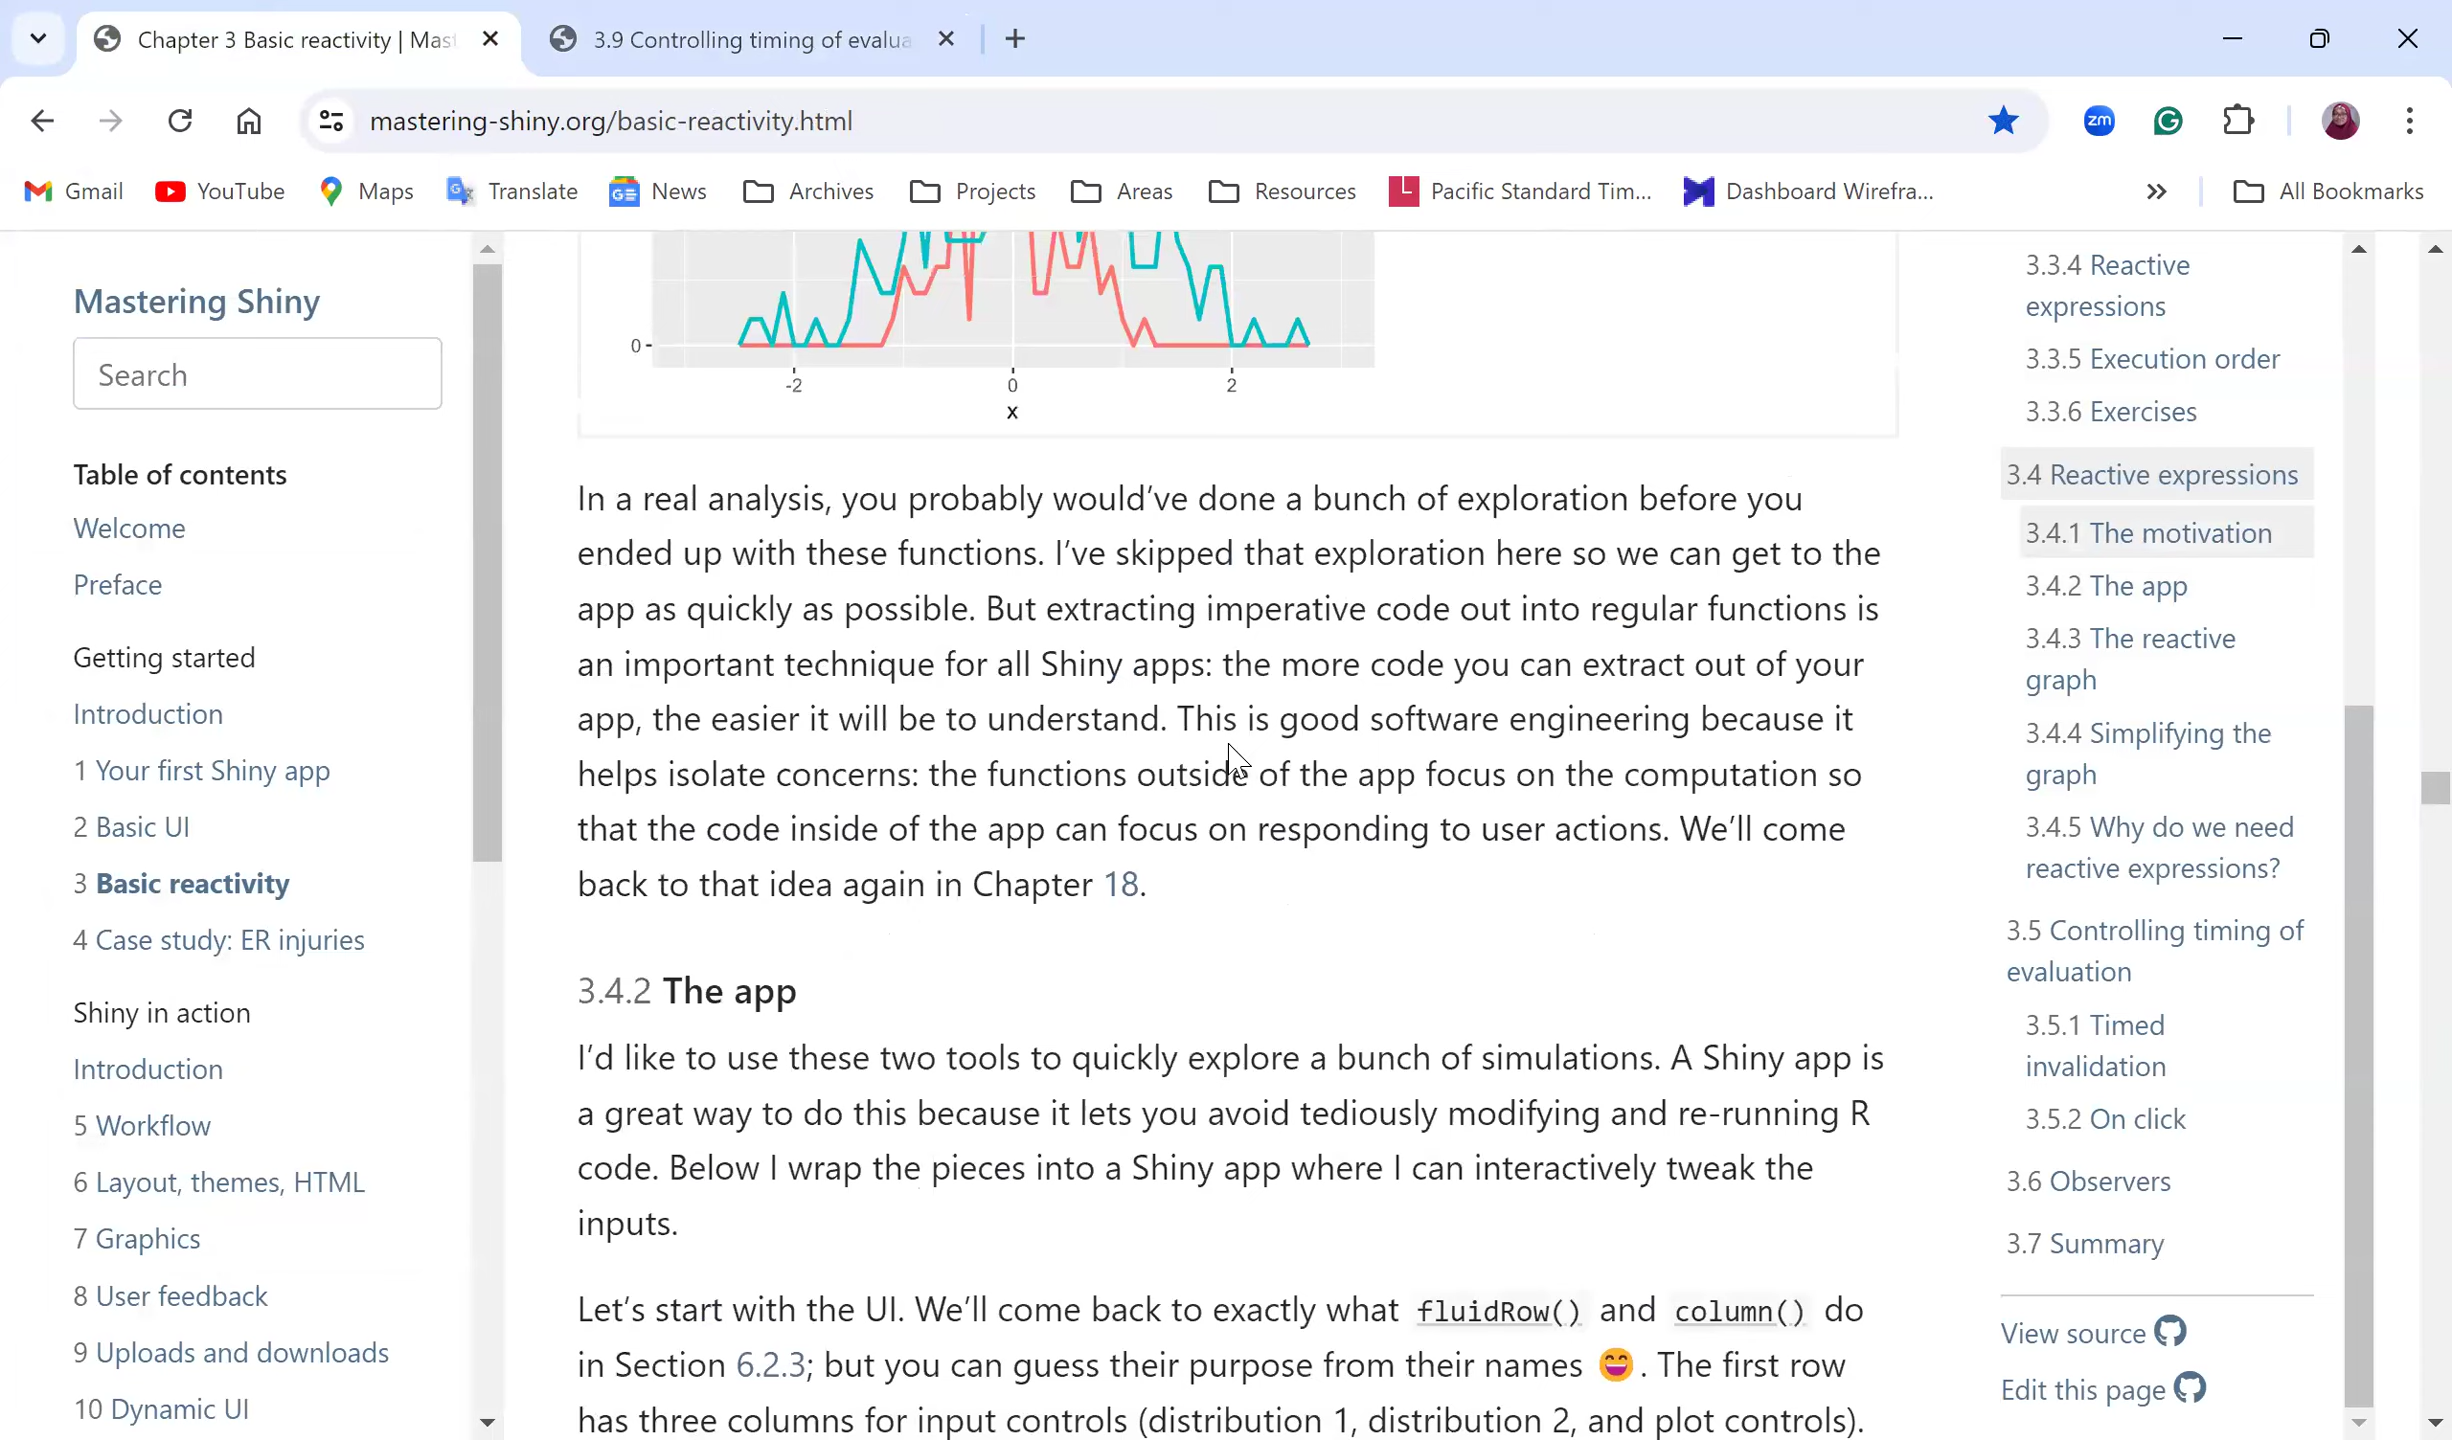 Chapter 3 Basic reactivity | Mast
3.9 Controlling timing of evalua
mastering-shiny.org/basic-reactivity.html
zm
Gmail
YouTube
Maps
Translate
News
Archives
Projects
Areas
Resources
Pacific Standard Tim...
Dashboard Wirefra...
All Bookmarks
Mastering Shiny
Search
Table of contents
Welcome
Preface
Getting started
Introduction
1 Your first Shiny app
2 Basic UI
3 Basic reactivity
4 Case study: ER injuries
Shiny in action
Introduction
5 Workflow
6 Layout, themes, HTML
7 Graphics
8 User feedback
9 Uploads and downloads
10 Dynamic UI
0
-2
0
2
x
In a real analysis, you probably would’ve done a bunch of exploration before you
ended up with these functions. I’ve skipped that exploration here so we can get to the
app as quickly as possible. But extracting imperative code out into regular functions is
an important technique for all Shiny apps: the more code you can extract out of your
app, the easier it will be to understand. This is good software engineering because it
helps isolate concerns: the functions outside of the app focus on the computation so
that the code inside of the app can focus on responding to user actions. We’ll come
back to that idea again in Chapter 18.
3.4.2 The app
I’d like to use these two tools to quickly explore a bunch of simulations. A Shiny app is
a great way to do this because it lets you avoid tediously modifying and re-running R
code. Below I wrap the pieces into a Shiny app where I can interactively tweak the
inputs.
Let’s start with the UI. We’ll come back to exactly what fluidRow() and column() do
in Section 6.2.3; but you can guess their purpose from their names 😄. The first row
has three columns for input controls (distribution 1, distribution 2, and plot controls).
3.3.4 Reactive
expressions
3.3.5 Execution order
3.3.6 Exercises
3.4 Reactive expressions
3.4.1 The motivation
3.4.2 The app
3.4.3 The reactive
graph
3.4.4 Simplifying the
graph
3.4.5 Why do we need
reactive expressions?
3.5 Controlling timing of
evaluation
3.5.1 Timed
invalidation
3.5.2 On click
3.6 Observers
3.7 Summary
View source
Edit this page